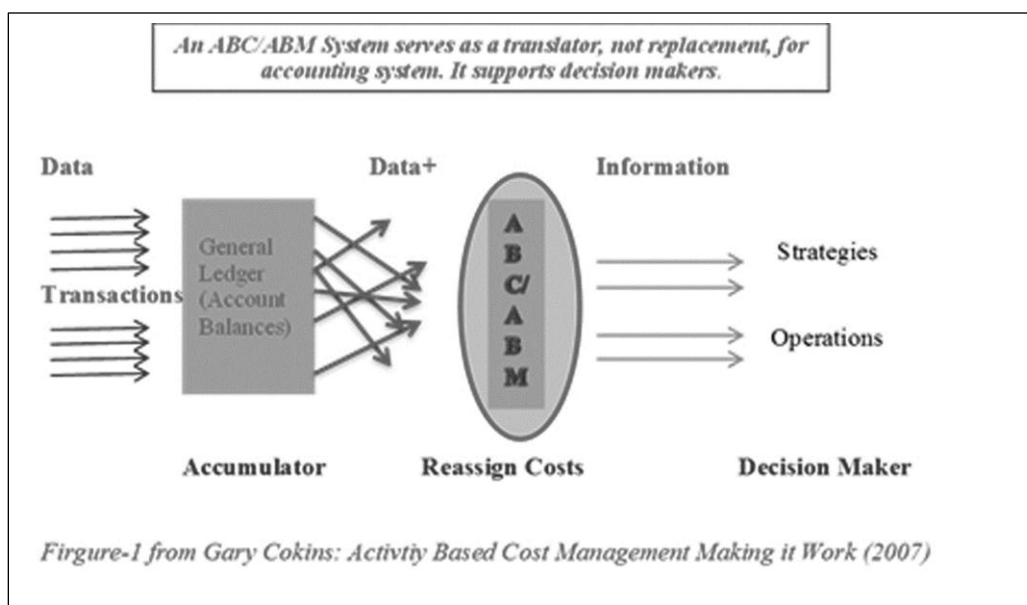 An ABC/ABM System serves as a translator, not replacement, for
accounting system. It supports decision makers.
Data
Data+
Information
Transactions
General
Ledger
(Account
Balances)
A
B
C/
A
B
M
Strategies
Operations
Accumulator
Reassign Costs
Decision Maker
Firgure-1 from Gary Cokins: Activtiy Based Cost Management Making it Work (2007)